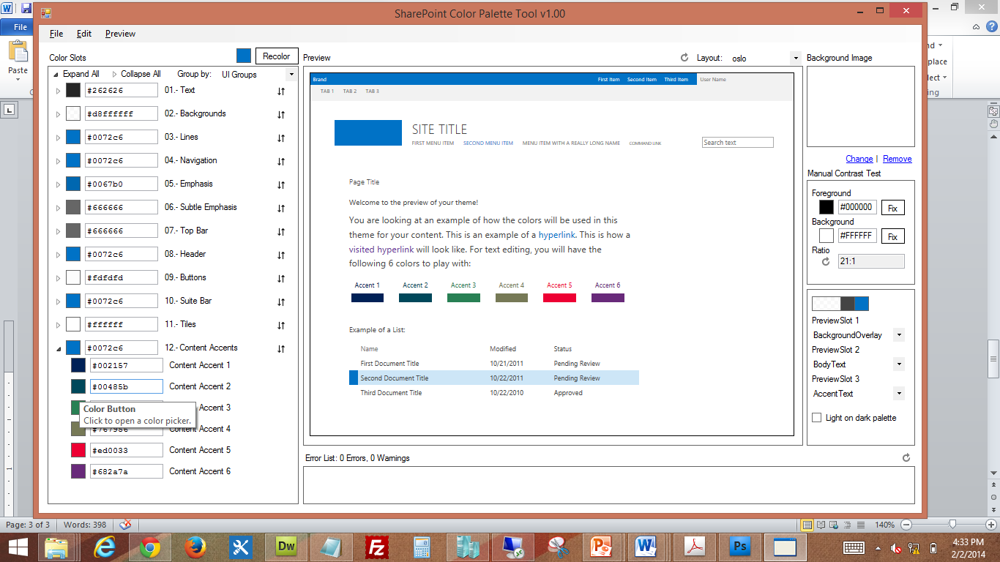 SharePoint Color Palette Tool v1.00
File
File Edit Preview
Paste
Color Slots
Recolor
Expand All Collapse All Group by: UI Groups
#262626 01.- Text
#d8ffffff 02.- Backgrounds
#0072c6 03.- Lines
#0072c6 04.- Navigation
#0067b0 05.- Emphasis
#666666 06.- Subtle Emphasis
#666666 07.- Top Bar
#0072c6 08.- Header
#fdfdfd 09.- Buttons
#0072c6 10.- Suite Bar
#ffffff 11.- Tiles
#0072c6 12.- Content Accents
#002157 Content Accent 1
#00485b Content Accent 2
Accent 3
Color Button
Click to open a color picker.
#767956 Content Accent 4
#ed0033 Content Accent 5
#682a7a Content Accent 6
Preview
Layout: oslo
Brand First Item Second Item Third Item User Name
TAB 1 TAB 2 TAB 3
SITE TITLE
FIRST MENU ITEM SECOND MENU ITEM MENU ITEM WITH A REALLY LONG NAME COMMAND LINK
Search text
Page Title
Welcome to the preview of your theme!
You are looking at an example of how the colors will be used in this
theme for your content. This is an example of a hyperlink. This is how a
visited hyperlink will look like. For text editing, you will have the
following 6 colors to play with:
Accent 1 Accent 2 Accent 3 Accent 4 Accent 5 Accent 6
Example of a List:
Name Modified Status
First Document Title 10/21/2011 Pending Review
Second Document Title 10/22/2011 Pending Review
Third Document Title 10/22/2010 Approved
Error List: 0 Errors, 0 Warnings
Background Image
Change | Remove
Manual Contrast Test
Foreground
#000000 Fix
Background
#FFFFFF Fix
Ratio
21:1
PreviewSlot 1
BackgroundOverlay
PreviewSlot 2
BodyText
PreviewSlot 3
AccentText
Light on dark palette
nd
place
lect
ing
Page: 3 of 3 Words: 398
140%
Dw
Fz
Ps
4:33 PM
2/2/2014